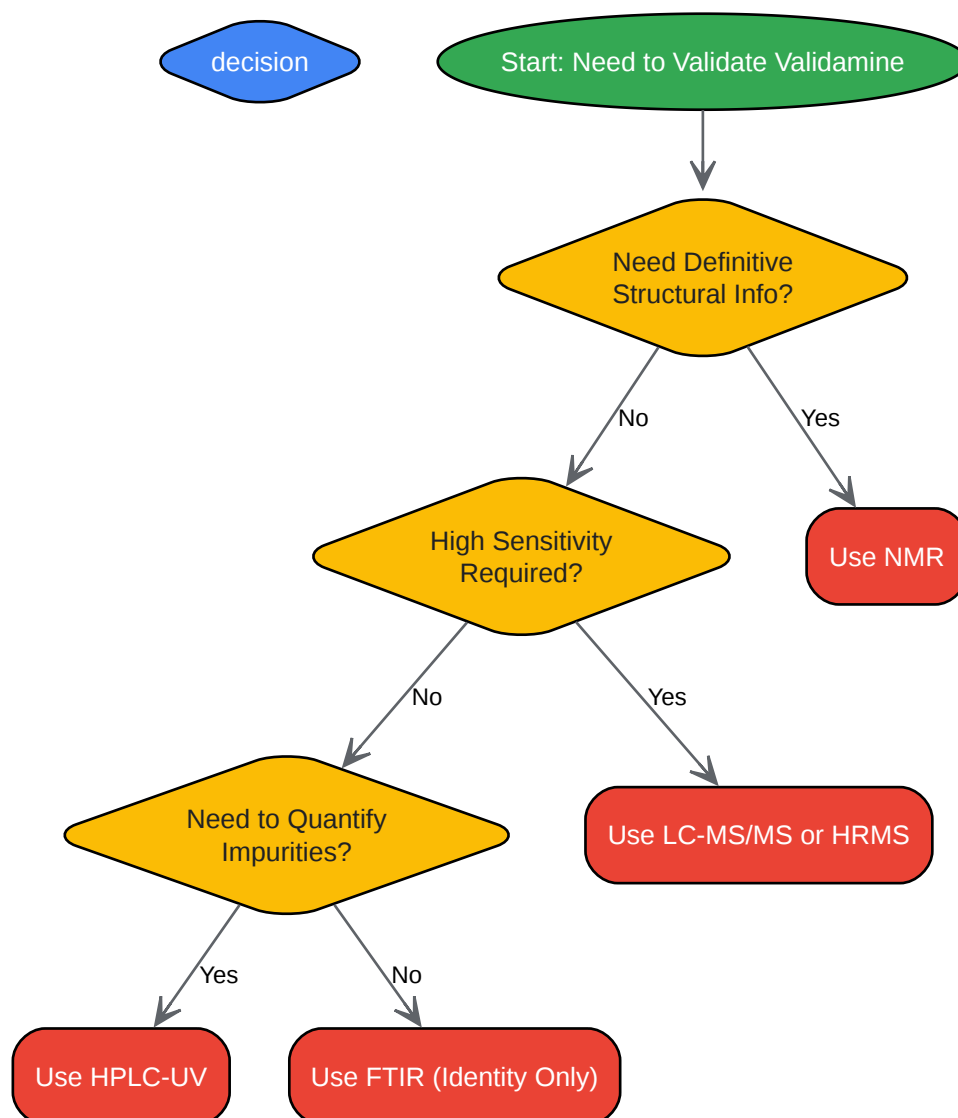 decision
Start: Need to Validate Validamine
Need Definitive
Structural Info?
No
Yes
High Sensitivity
Required?
Use NMR
No
Yes
Need to Quantify
Impurities?
Use LC-MS/MS or HRMS
Yes
No
Use HPLC-UV
Use FTIR (Identity Only)